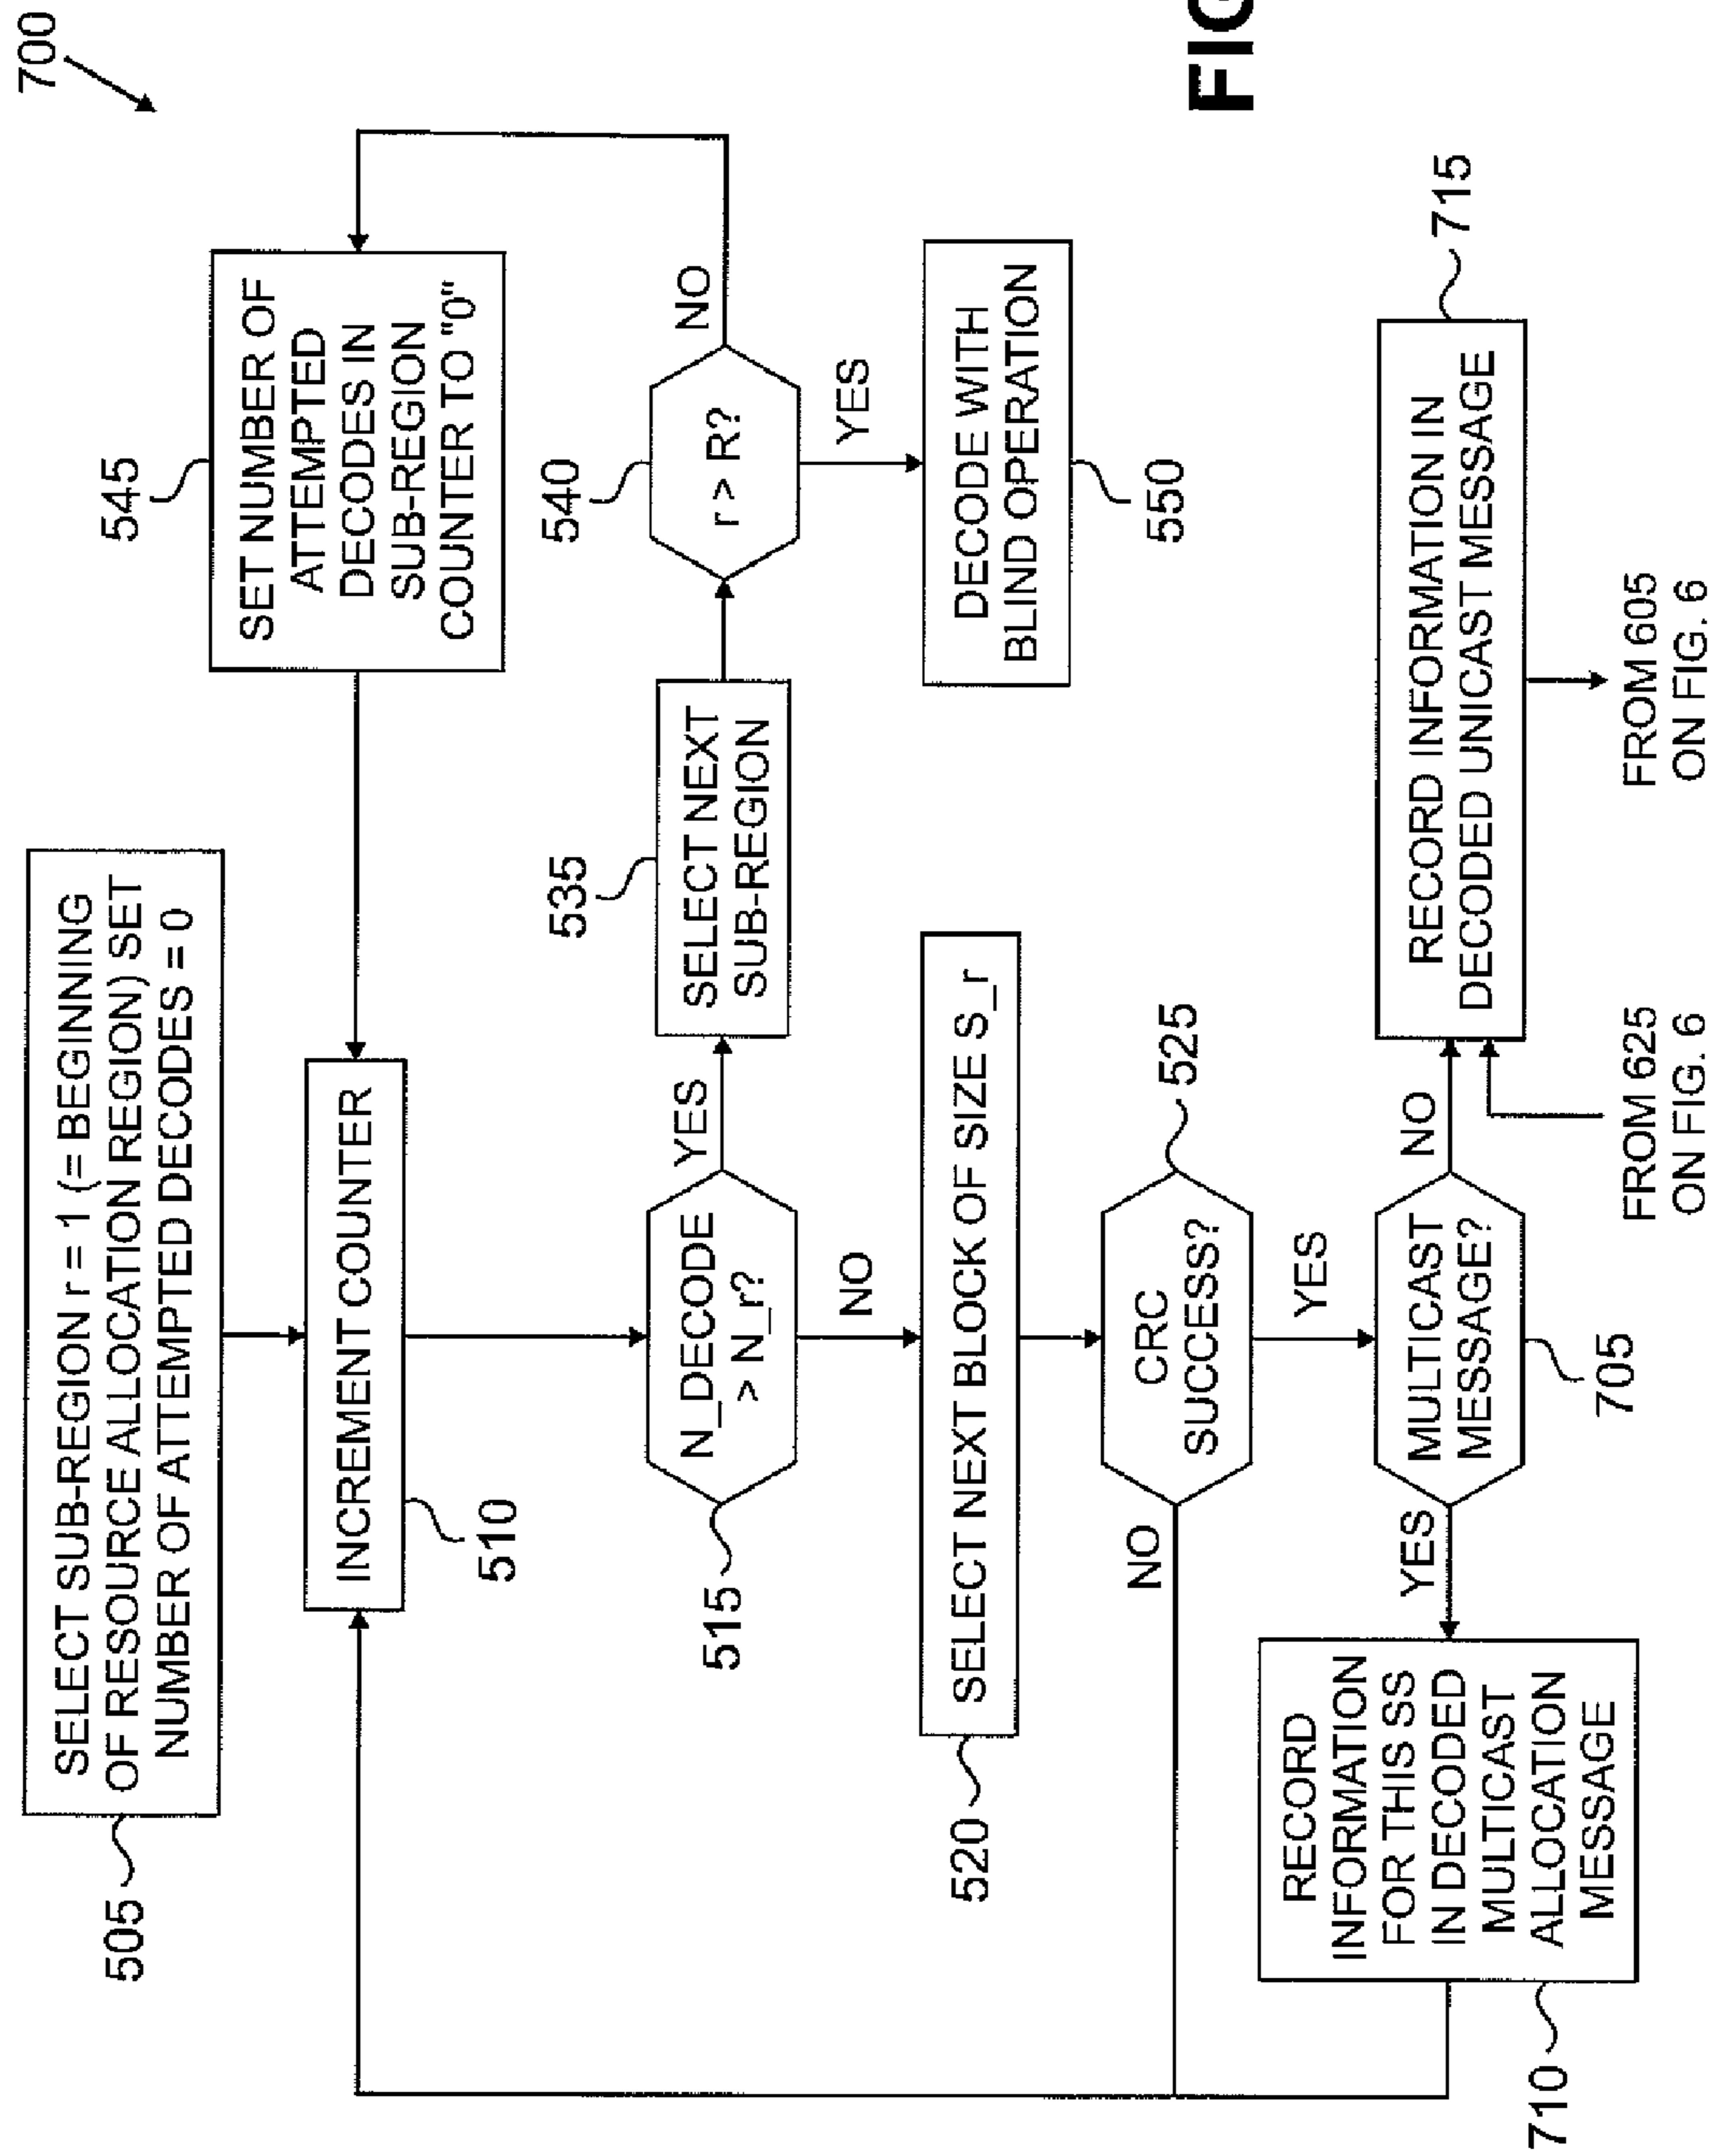 700
SELECT SUB-REGION r = 1 (= BEGINNING
OF RESOURCE ALLOCATION REGION) SET
NUMBER OF ATTEMPTED DECODES = 0
505
INCREMENT COUNTER
510
SET NUMBER OF
ATTEMPTED
DECODES IN
SUB-REGION
COUNTER TO "0"
545
N_DECODE
> N_r?
515
YES
NO
SELECT NEXT
SUB-REGION
535
r > R?
540
NO
YES
DECODE WITH
BLIND OPERATION
550
SELECT NEXT BLOCK OF SIZE S_r
520
CRC
SUCCESS?
525
NO
YES
MULTICAST
MESSAGE?
705
YES
NO
RECORD
INFORMATION
FOR THIS SS
IN DECODED
MULTICAST
ALLOCATION
MESSAGE
710
RECORD INFORMATION IN
DECODED UNICAST MESSAGE
715
FROM 625
ON FIG. 6
FROM 605
ON FIG. 6